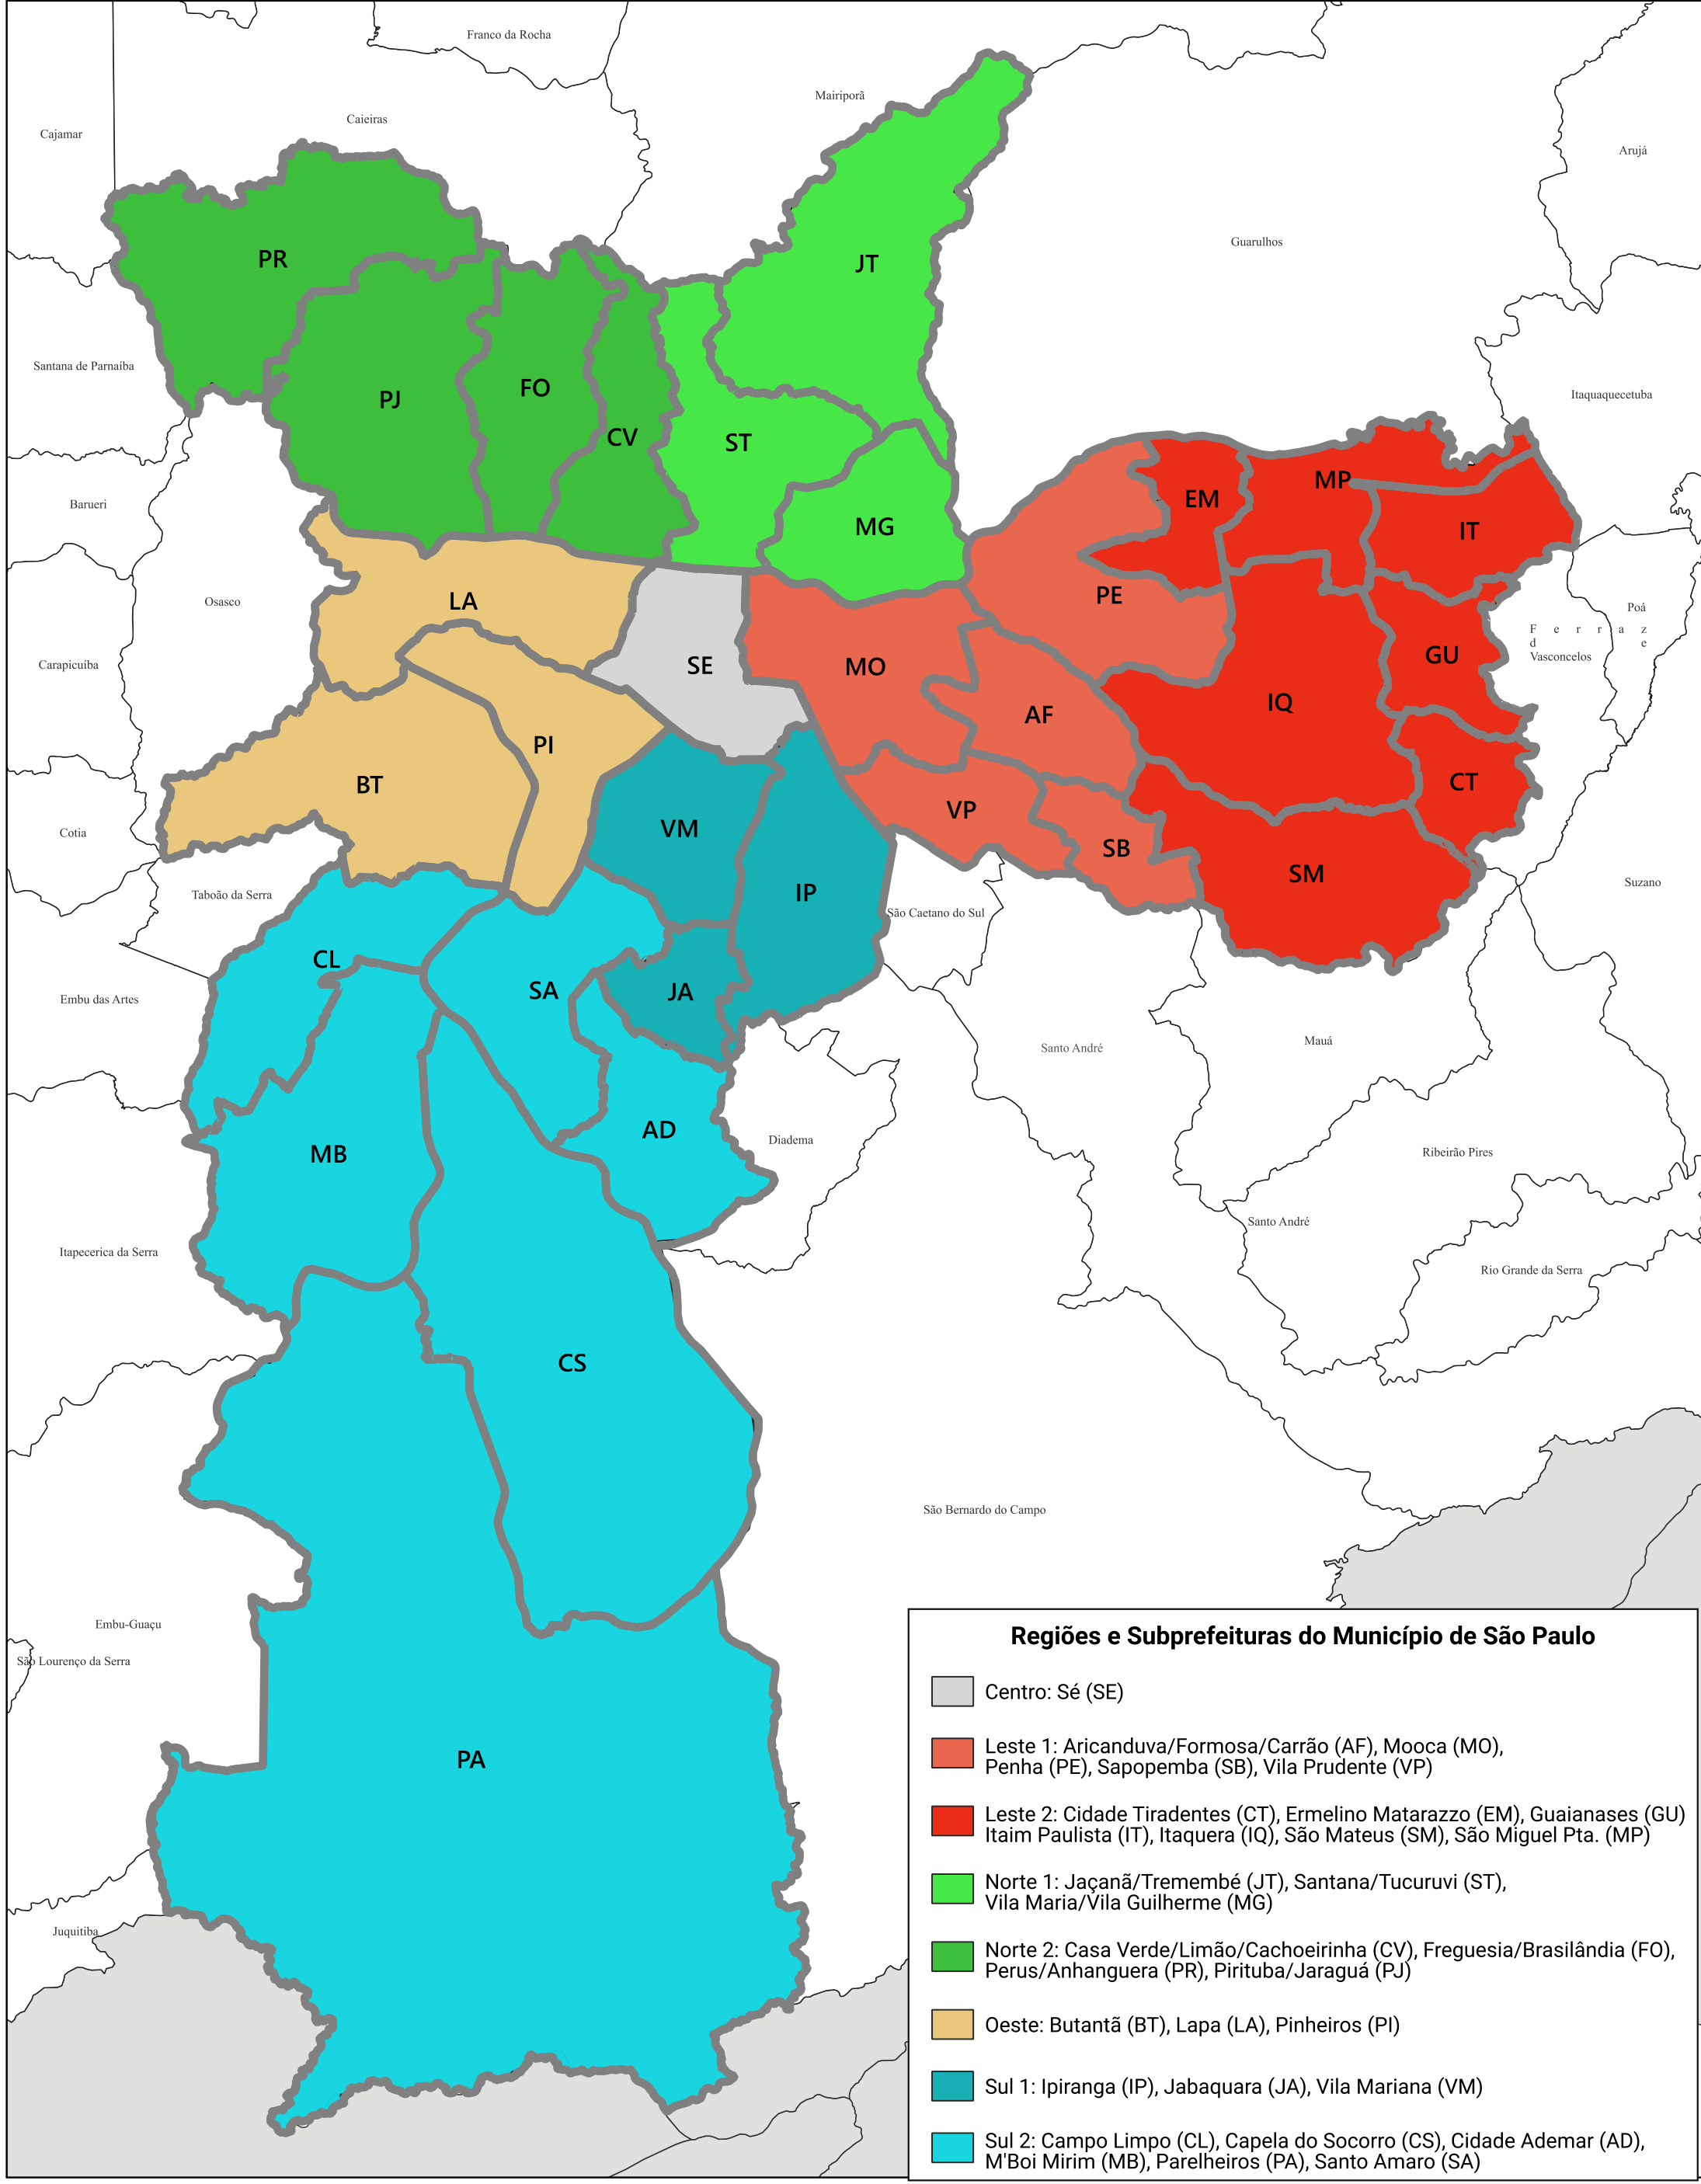 Franco da Rocha
Mairiporã
Caieiras
Cajamar
Arujá
Guarulhos
PR
JT
Santana de Parnaíba
Itaquaquecetuba
FO
PJ
CV
ST
MP
EM
Barueri
MG
IT
PE
LA
Osasco
Poá
F e r r a z
d e
Vasconcelos
GU
Carapicuíba
SE
MO
IQ
AF
PI
BT
CT
VP
VM
Cotia
SB
SM
Suzano
Taboão da Serra
IP
São Caetano do Sul
CL
SA
JA
Embu das Artes
Mauá
Santo André
AD
Diadema
MB
Ribeirão Pires
Santo André
Itapecerica da Serra
Rio Grande da Serra
CS
São Bernardo do Campo
Embu-Guaçu
São Lourenço da Serra
PA
Juquitiba
Regiões e Subprefeituras do Município de São Paulo
Centro: Sé (SE)
Leste 1: Aricanduva/Formosa/Carrão (AF), Mooca (MO),
Penha (PE), Sapopemba (SB), Vila Prudente (VP)
Leste 2: Cidade Tiradentes (CT), Ermelino Matarazzo (EM), Guaianases (GU)
Itaim Paulista (IT), Itaquera (IQ), São Mateus (SM), São Miguel Pta. (MP)
Norte 1: Jaçanã/Tremembé (JT), Santana/Tucuruvi (ST),
Vila Maria/Vila Guilherme (MG)
Norte 2: Casa Verde/Limão/Cachoeirinha (CV), Freguesia/Brasilândia (FO),
Perus/Anhanguera (PR), Pirituba/Jaraguá (PJ)
Oeste: Butantã (BT), Lapa (LA), Pinheiros (PI)
Sul 1: Ipiranga (IP), Jabaquara (JA), Vila Mariana (VM)
Sul 2: Campo Limpo (CL), Capela do Socorro (CS), Cidade Ademar (AD),
M'Boi Mirim (MB), Parelheiros (PA), Santo Amaro (SA)